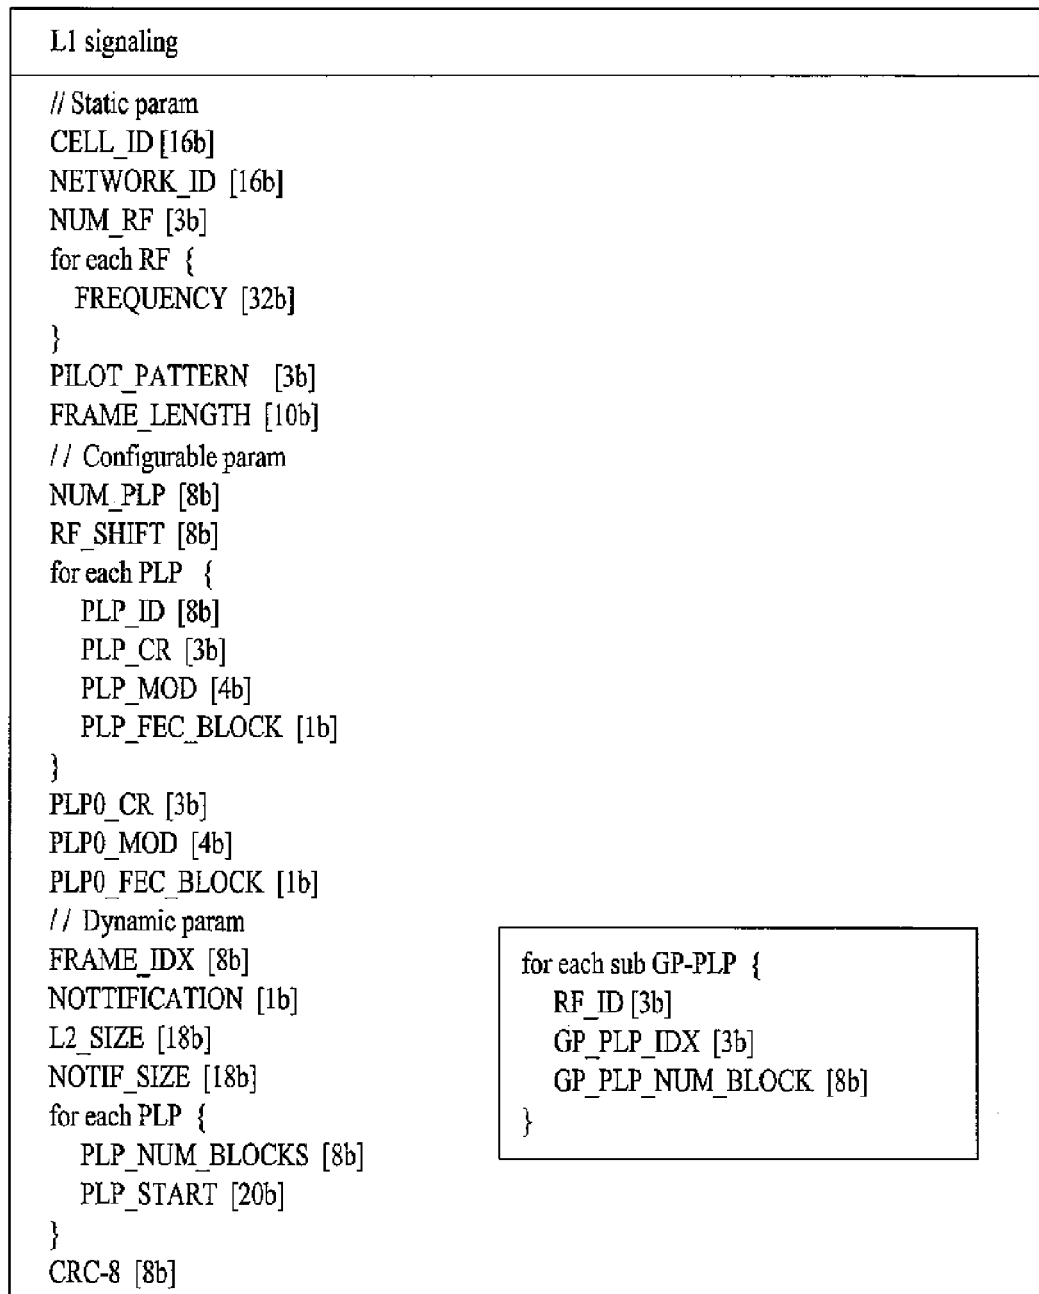 L1 signaling
// Static param
CELL_ID [16b]
NETWORK_ID [16b]
NUM_RF [3b]
for each RF {
FREQUENCY [32b]
}
PILOT_PATTERN [3b]
FRAME_LENGTH [10b]
// Configurable param
NUM_PLP [8b]
RF_SHIFT [8b]
for each PLP {
PLP_ID [8b]
PLP_CR [3b]
PLP_MOD [4b]
PLP_FEC_BLOCK [1b]
}
PLP0_CR [3b]
PLP0_MOD [4b]
PLP0_FEC_BLOCK [1b]
// Dynamic param
FRAME_IDX [8b]
NOTTIFICATION [1b]
L2_SIZE [18b]
NOTIF_SIZE [18b]
for each PLP {
PLP_NUM_BLOCKS [8b]
PLP_START [20b]
}
CRC-8 [8b]
for each sub GP-PLP {
RF_ID [3b]
GP_PLP_IDX [3b]
GP_PLP_NUM_BLOCK [8b]
}